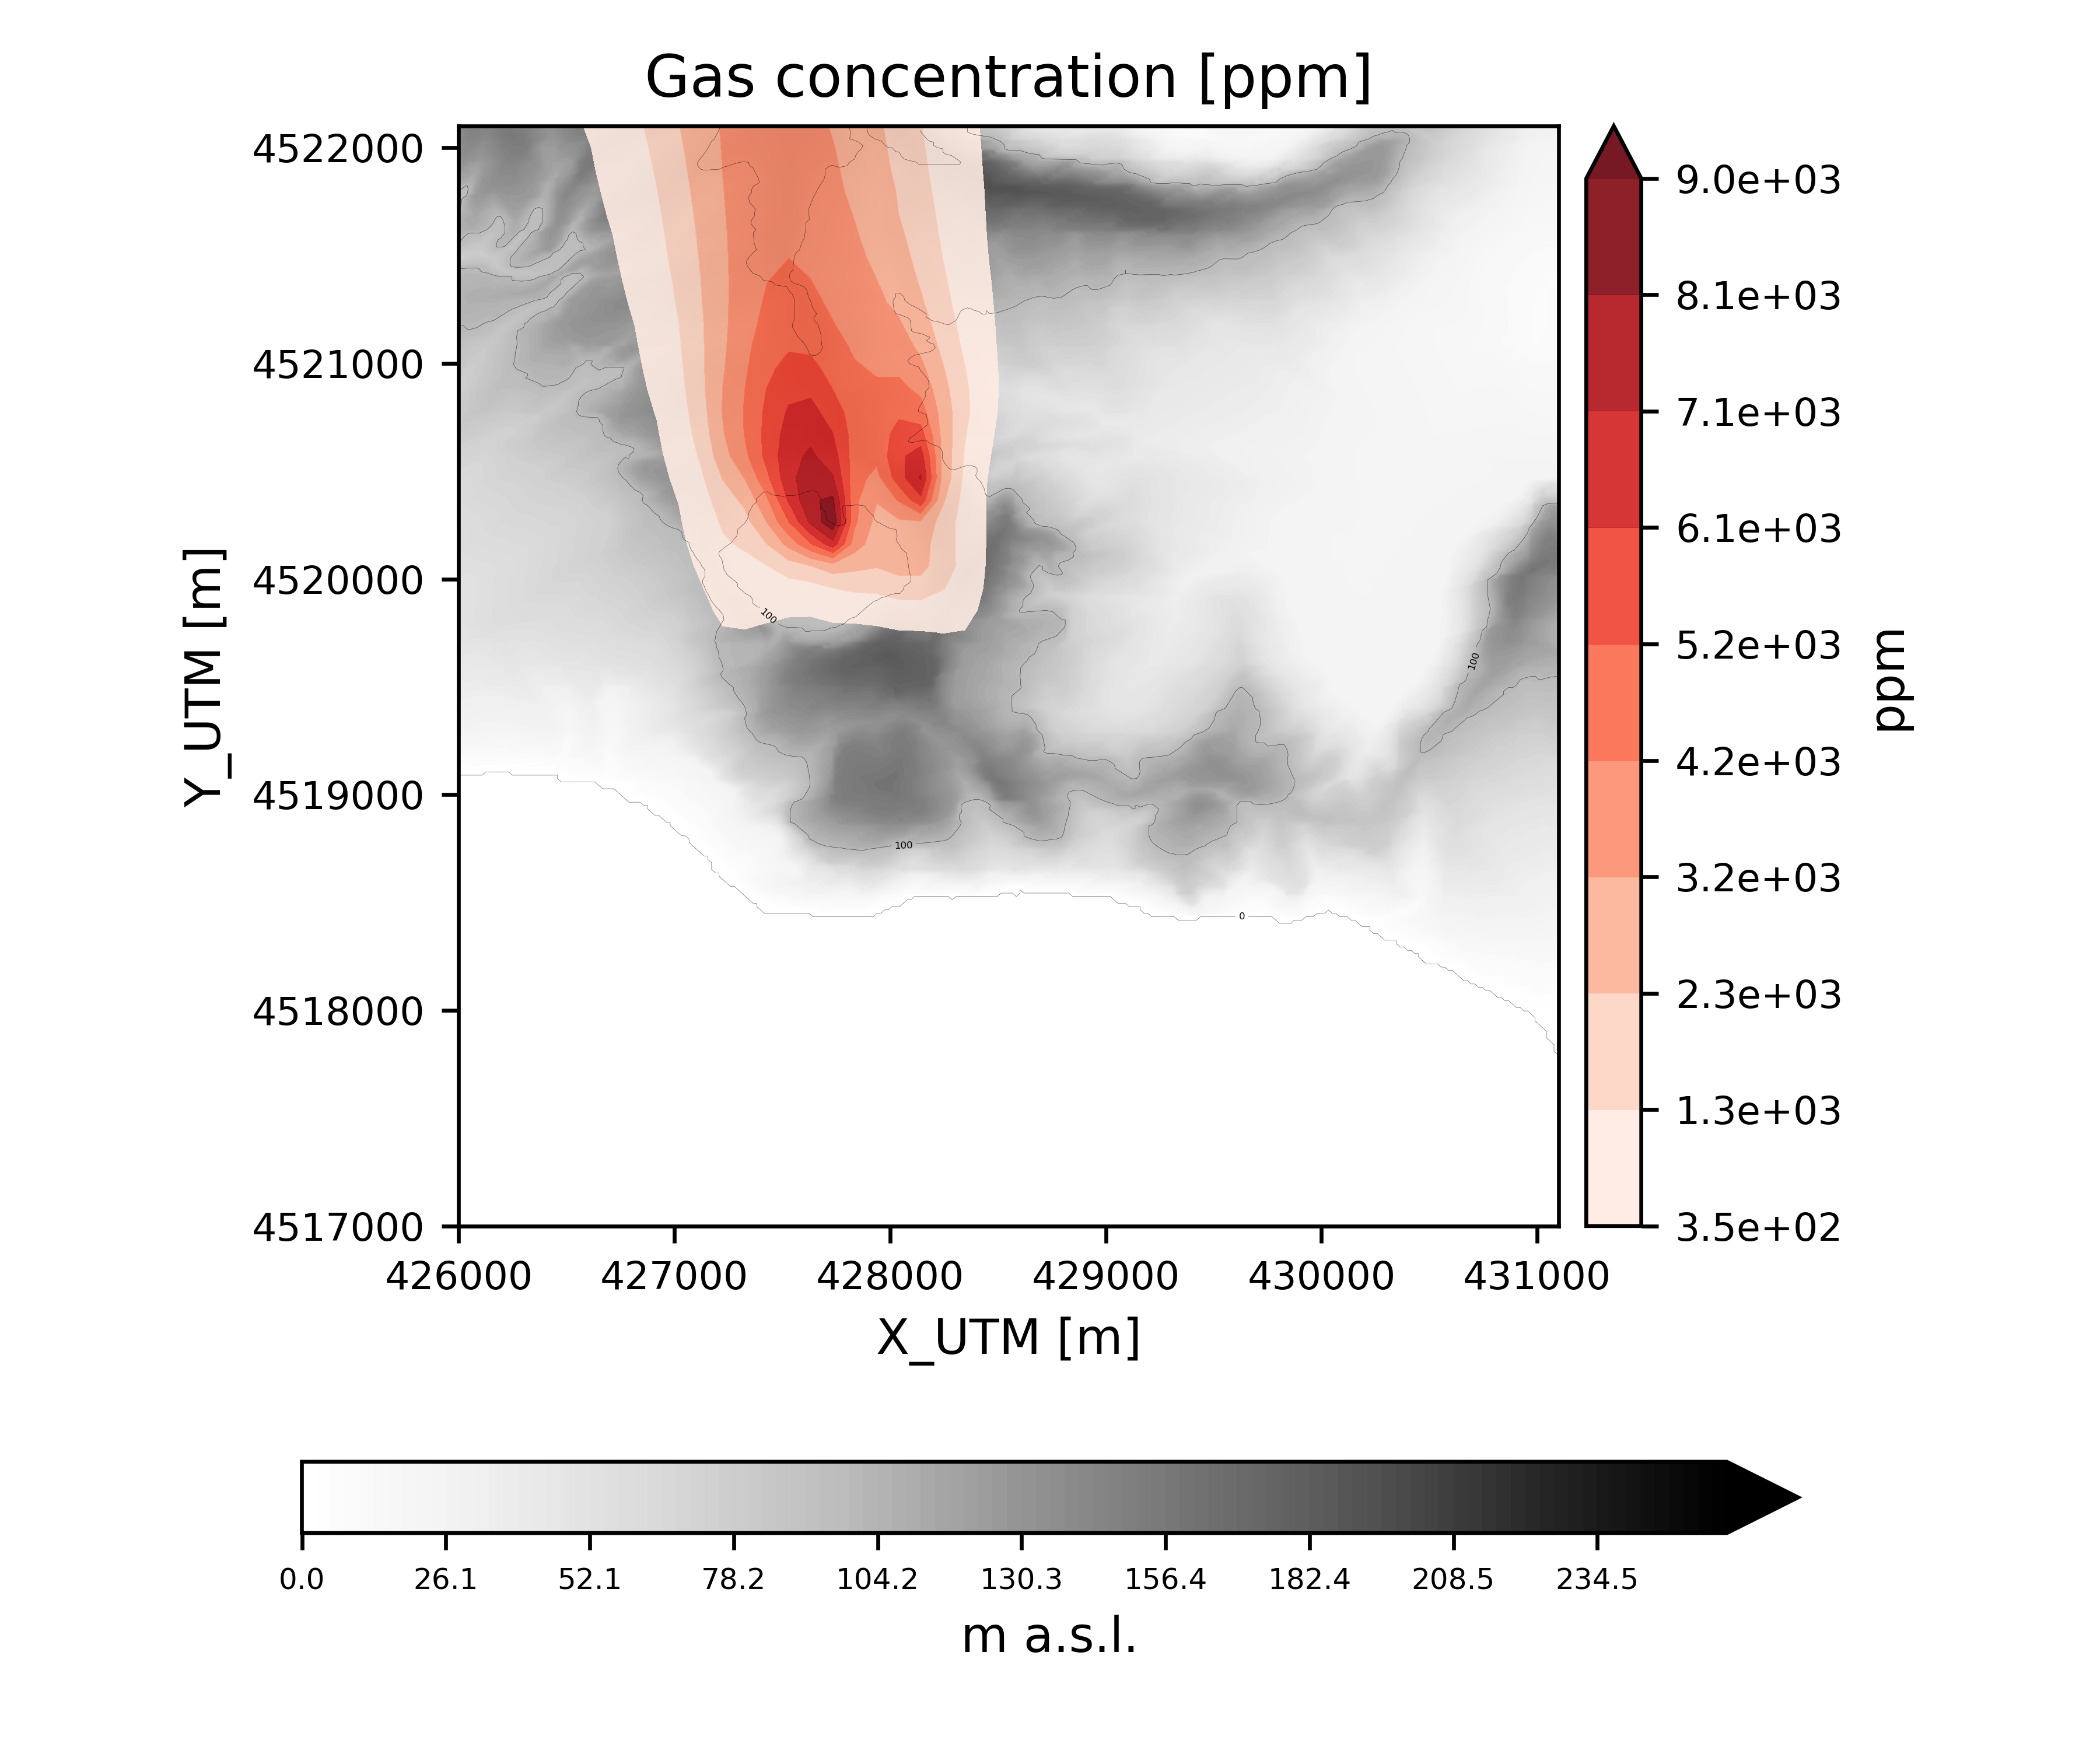 Gas concentration [ppm]
4522000
4521000
4520000
4519000
4518000
4517000
Y_UTM [m]
100
100
100
0
426000 427000 428000 429000 430000 431000
X_UTM [m]
9.0e+03
8.1e+03
7.1e+03
6.1e+03
5.2e+03
4.2e+03
3.2e+03
2.3e+03
1.3e+03
3.5e+02
ppm
0.0 26.1 52.1 78.2 104.2 130.3 156.4 182.4 208.5 234.5
m a.s.l.